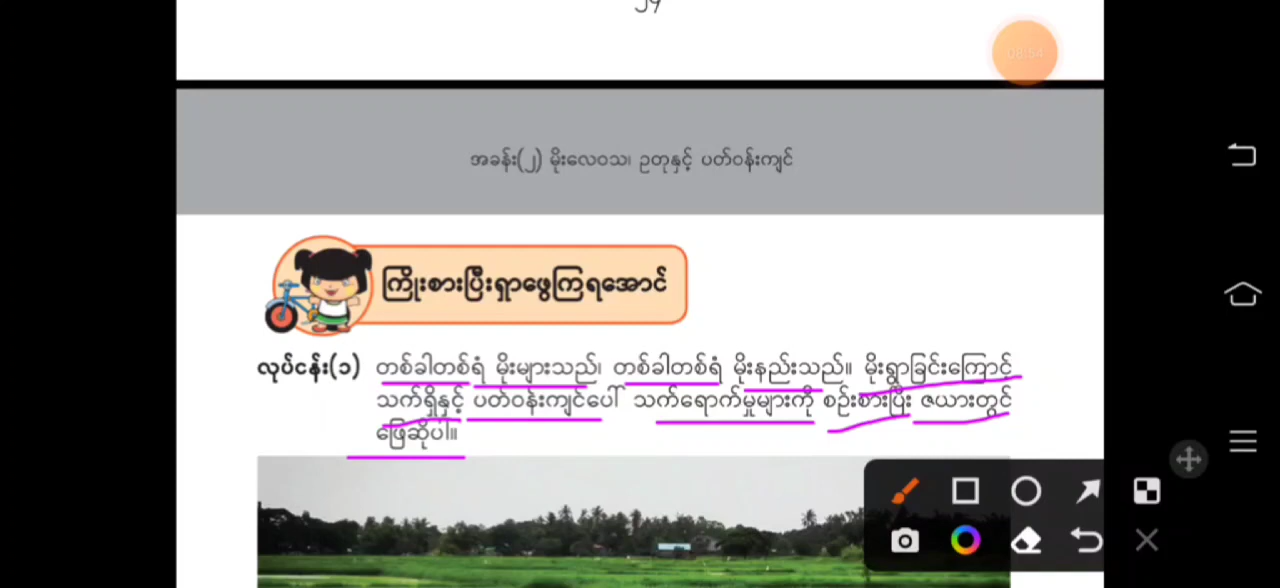 ၂၄
08:54
အခန်း(၂) မိုးလေဝသ၊ ဥတုနှင့် ပတ်ဝန်းကျင်
ကြိုးစားပြီးရှာဖွေကြရအောင်
လုပ်ငန်း(၁) တစ်ခါတစ်ရံ မိုးများသည်၊ တစ်ခါတစ်ရံ မိုးနည်းသည်။ မိုးရွာခြင်းကြောင့်
သက်ရှိနှင့် ပတ်ဝန်းကျင်ပေါ် သက်ရောက်မှုများကို စဉ်းစားပြီး ဇယားတွင်
ဖြေဆိုပါ။